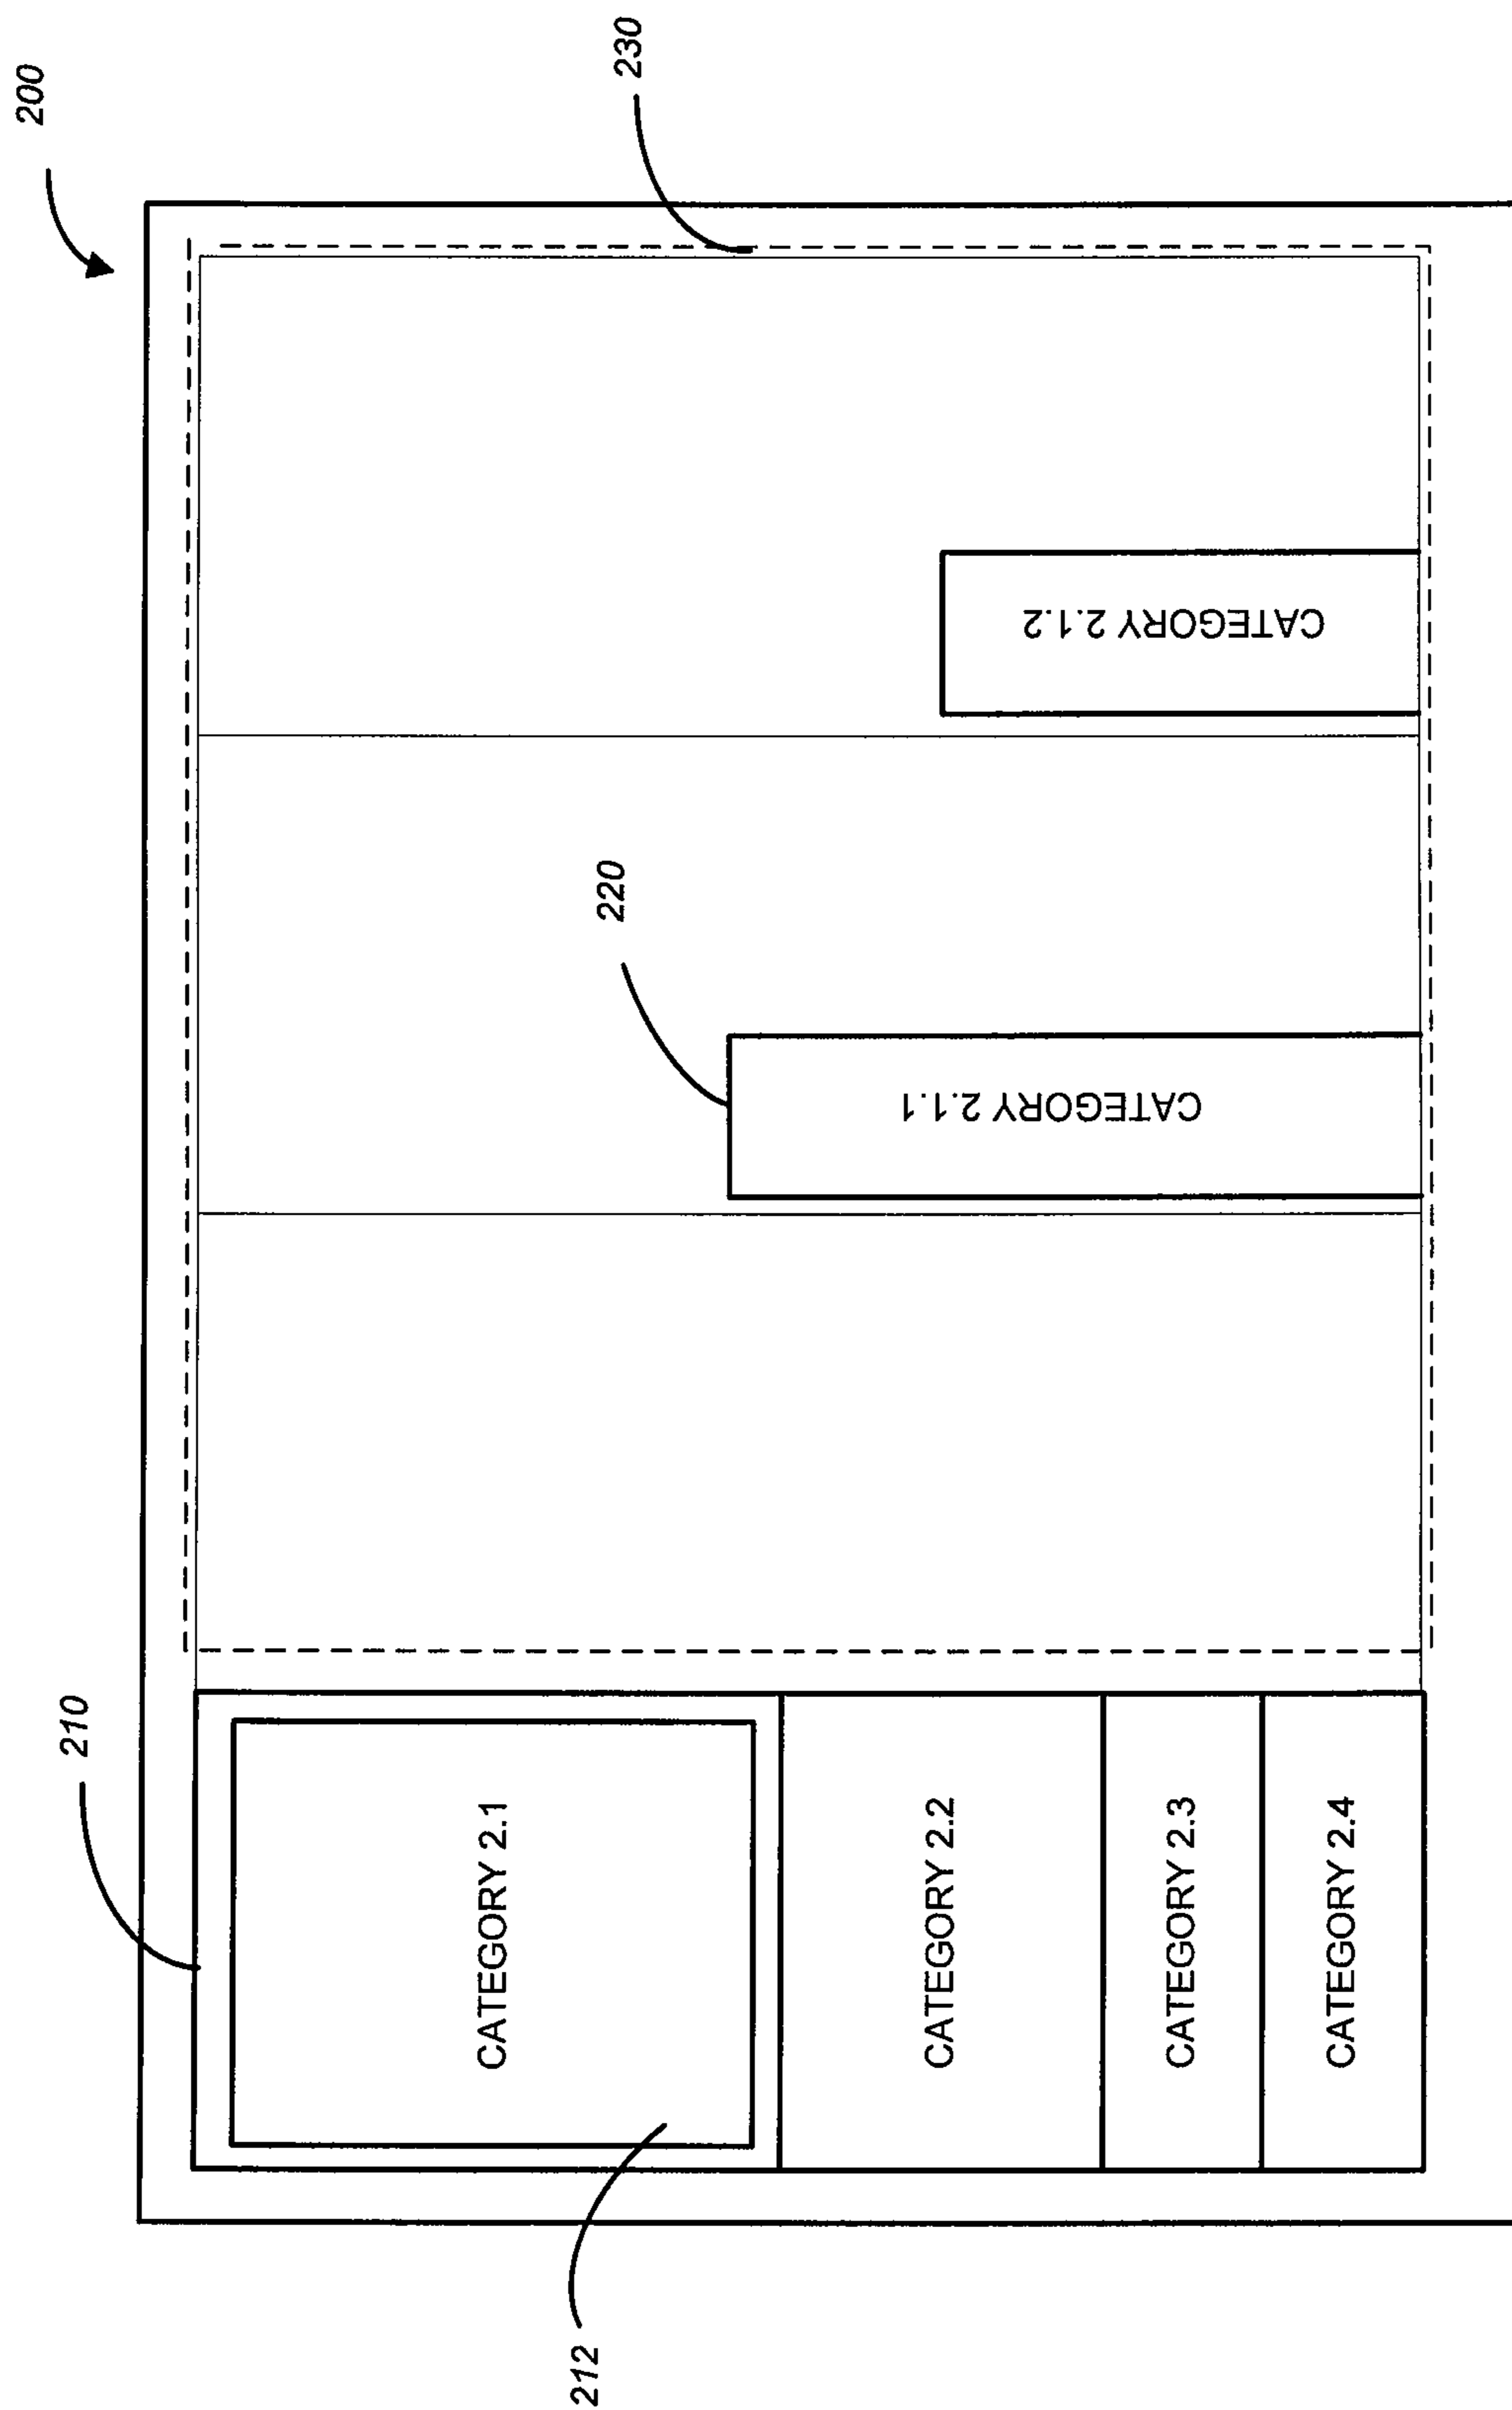 200
210
230
220
212
CATEGORY 2.1
CATEGORY 2.2
CATEGORY 2.3
CATEGORY 2.4
CATEGORY 2.1.1
CATEGORY 2.1.2